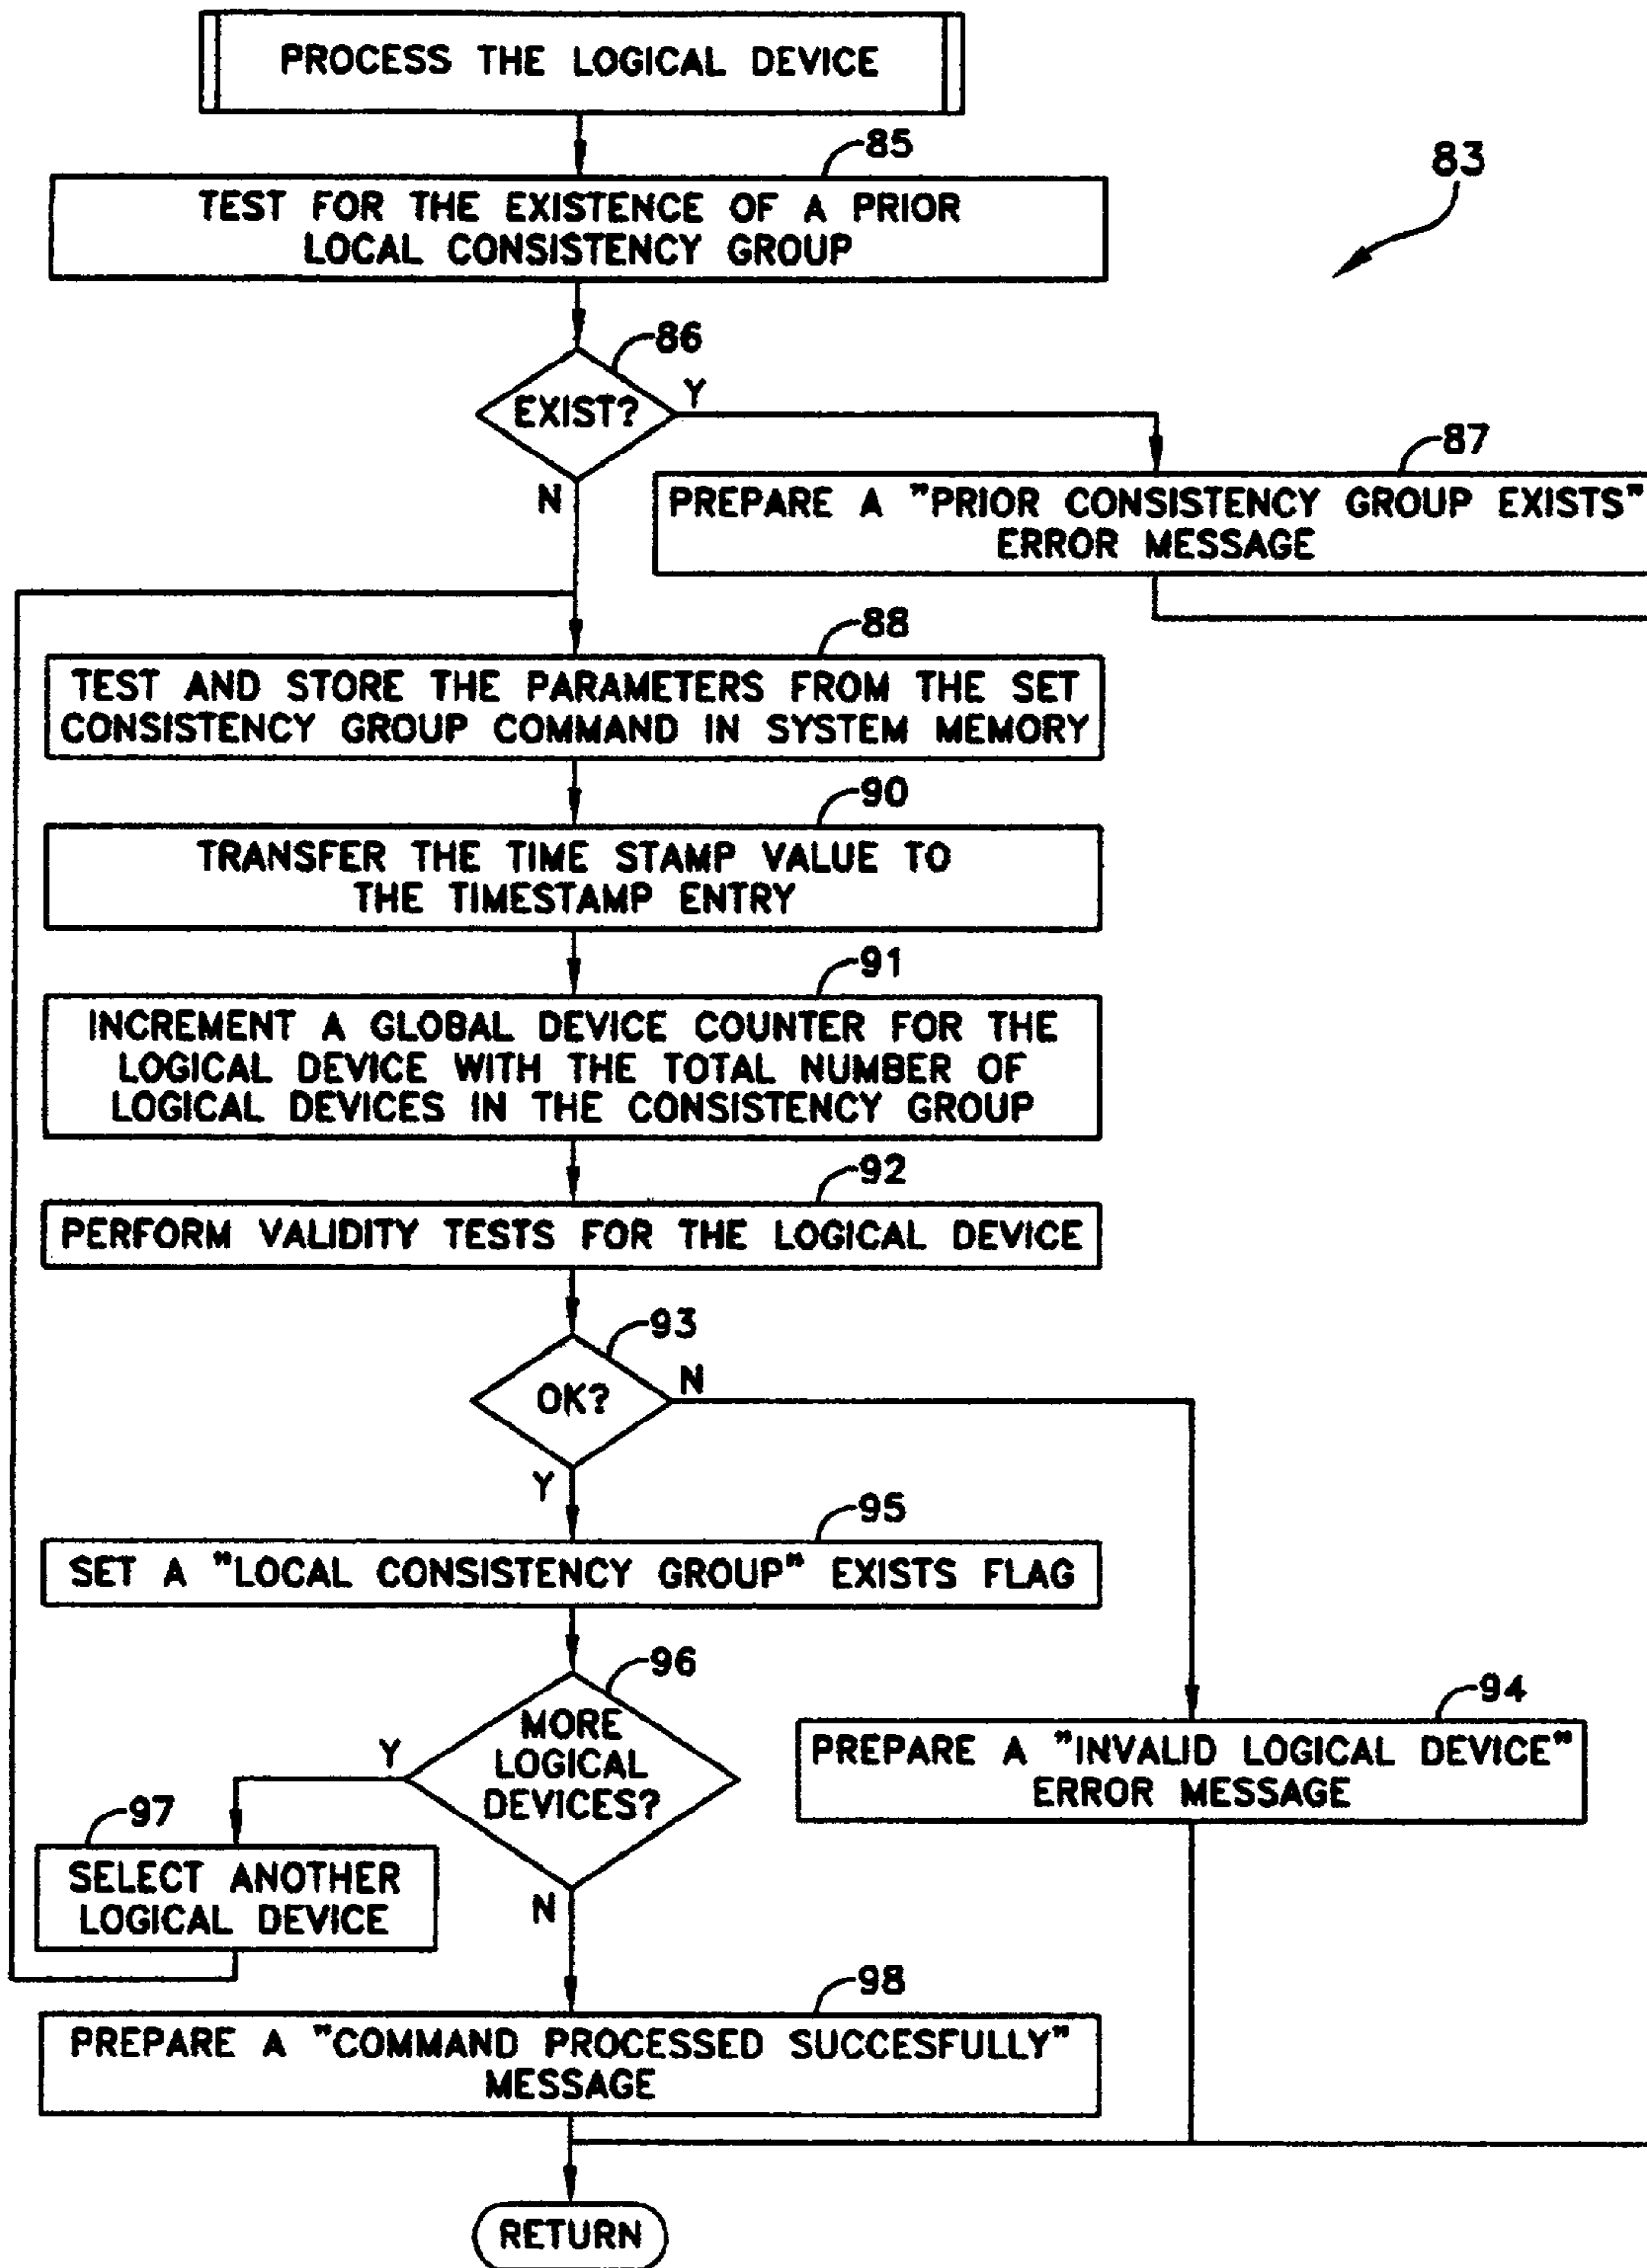 PROCESS THE LOGICAL DEVICE
85
83
TEST FOR THE EXISTENCE OF A PRIOR
LOCAL CONSISTENCY GROUP
86
EXIST?
Y
N
87
PREPARE A "PRIOR CONSISTENCY GROUP EXISTS"
ERROR MESSAGE
88
TEST AND STORE THE PARAMETERS FROM THE SET
CONSISTENCY GROUP COMMAND IN SYSTEM MEMORY
90
TRANSFER THE TIME STAMP VALUE TO
THE TIMESTAMP ENTRY
91
INCREMENT A GLOBAL DEVICE COUNTER FOR THE
LOGICAL DEVICE WITH THE TOTAL NUMBER OF
LOGICAL DEVICES IN THE CONSISTENCY GROUP
92
PERFORM VALIDITY TESTS FOR THE LOGICAL DEVICE
93
OK?
N
Y
95
SET A "LOCAL CONSISTENCY GROUP" EXISTS FLAG
96
MORE
LOGICAL
DEVICES?
Y
N
94
PREPARE A "INVALID LOGICAL DEVICE"
ERROR MESSAGE
97
SELECT ANOTHER
LOGICAL DEVICE
98
PREPARE A "COMMAND PROCESSED SUCCESFULLY"
MESSAGE
RETURN